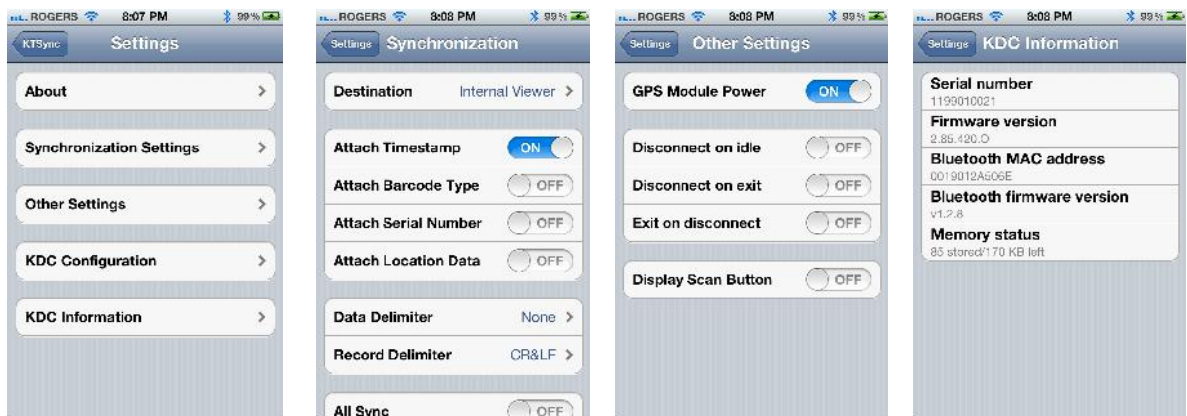 ROGERS 8:07 PM 99%
KTSync Settings
About
Synchronization Settings
Other Settings
KDC Configuration
KDC Information
ROGERS 8:08 PM 99%
Settings Synchronization
Destination Internal Viewer
Attach Timestamp ON
Attach Barcode Type OFF
Attach Serial Number OFF
Attach Location Data OFF
Data Delimiter None
Record Delimiter CR&LF
All Sync OFF
ROGERS 8:08 PM 99%
Settings Other Settings
GPS Module Power ON
Disconnect on idle OFF
Disconnect on exit OFF
Exit on disconnect OFF
Display Scan Button OFF
ROGERS 8:08 PM 99%
Settings KDC Information
Serial number
1199010021
Firmware version
2.85.420.O
Bluetooth MAC address
0019012A506E
Bluetooth firmware version
v1.2.8
Memory status
85 stored/170 KB left